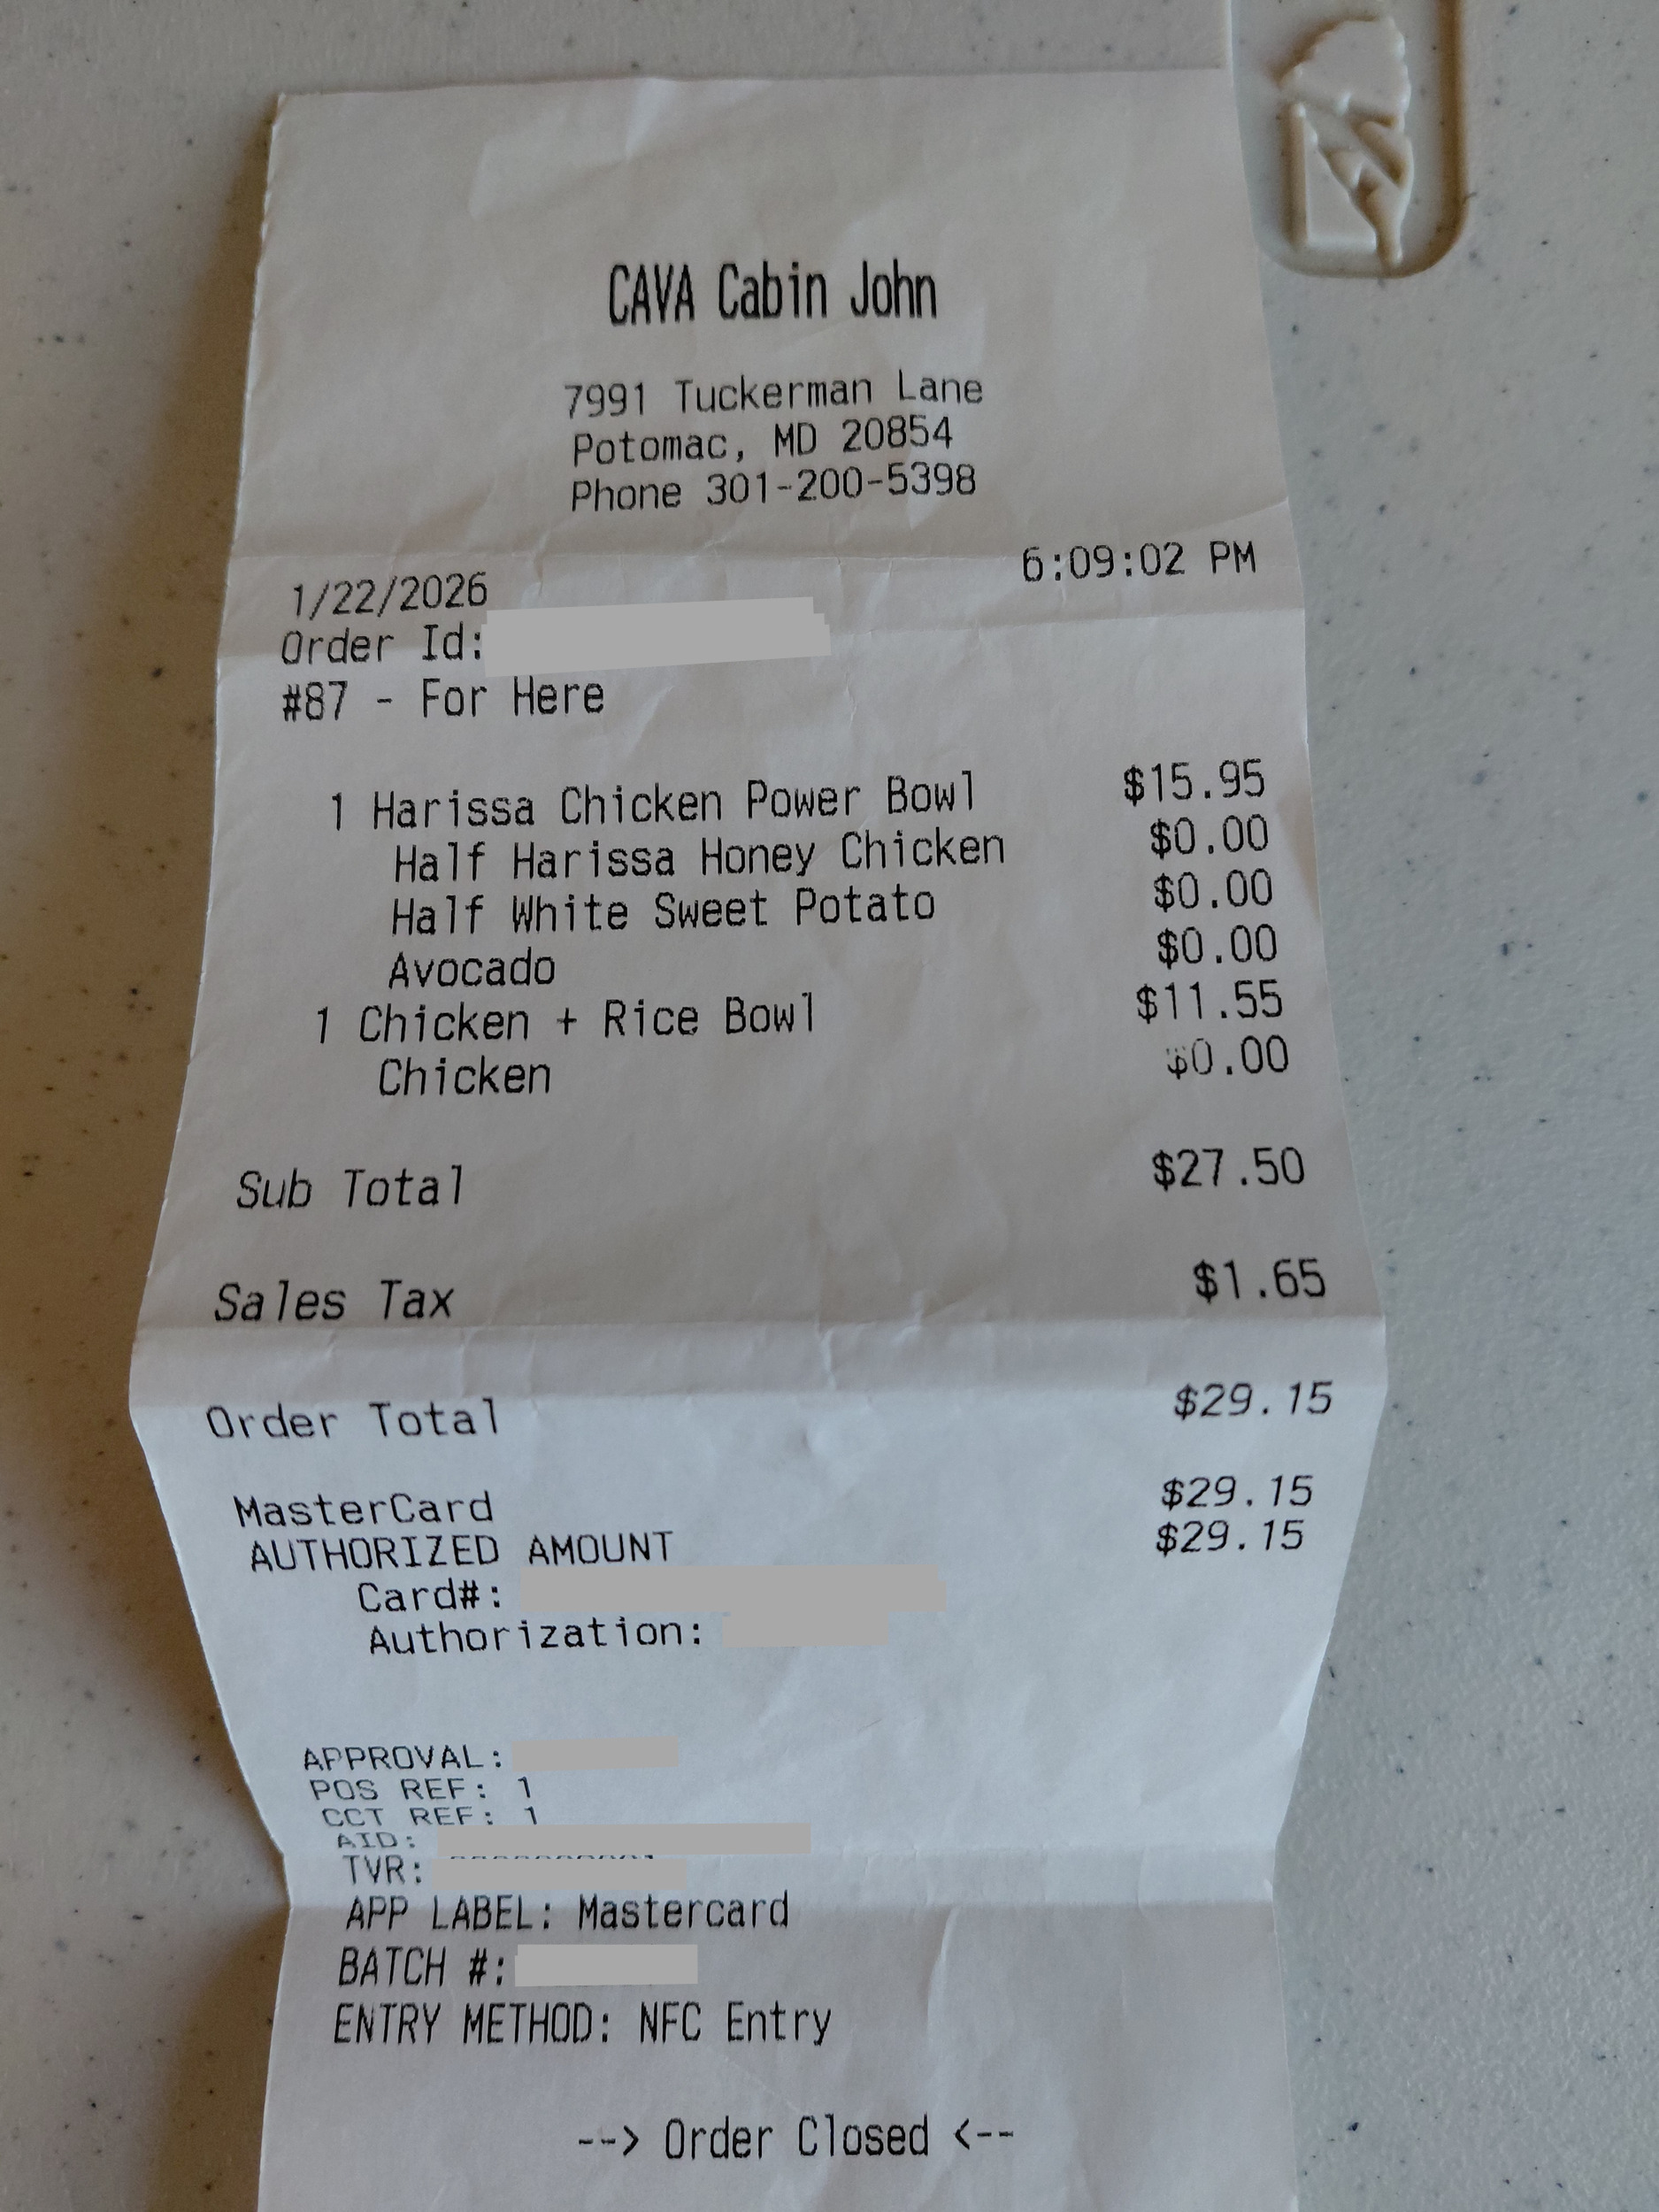 CAVA Cabin John
7991 Tuckerman Lane
Potomac, MD 20854
Phone 301-200-5398
1/22/2026 6:09:02 PM
Order Id:
#87 - For Here
1 Harissa Chicken Power Bowl $15.95
Half Harissa Honey Chicken $0.00
Half White Sweet Potato $0.00
Avocado $0.00
1 Chicken + Rice Bowl $11.55
Chicken $0.00
Sub Total $27.50
Sales Tax $1.65
Order Total $29.15
MasterCard $29.15
AUTHORIZED AMOUNT $29.15
Card#:
Authorization:
APPROVAL:
POS REF: 1
CCT REF: 1
AID:
TVR:
APP LABEL: Mastercard
BATCH #:
ENTRY METHOD: NFC Entry
--> Order Closed <--